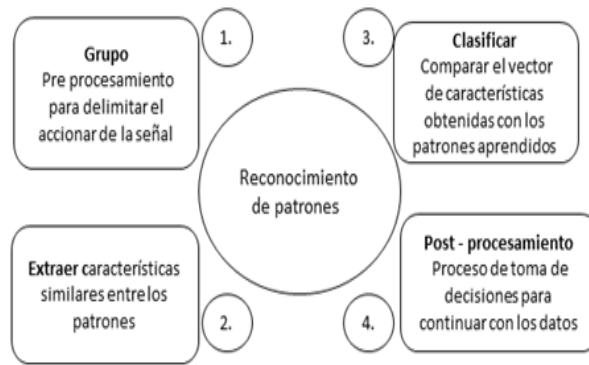 1.
Grupo
Pre procesamiento
para delimitar el
accionar de la señal
Extraer características
similares entre los
patrones
2.
Reconocimiento
de patrones
3.
Clasificar
Comparar el vector
de características
obtenidas con los
patrones aprendidos
Post - procesamiento
Proceso de toma de
decisiones para
continuar con los datos
4.